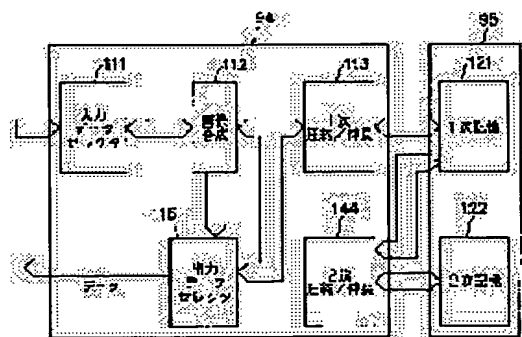 94
95
111
112
113
121
入力
データ
セレクタ
画像
合成
1次
圧縮/伸長
1次記憶
15
144
122
出力
データ
セレクタ
2次
圧縮/伸長
2次記憶
データ